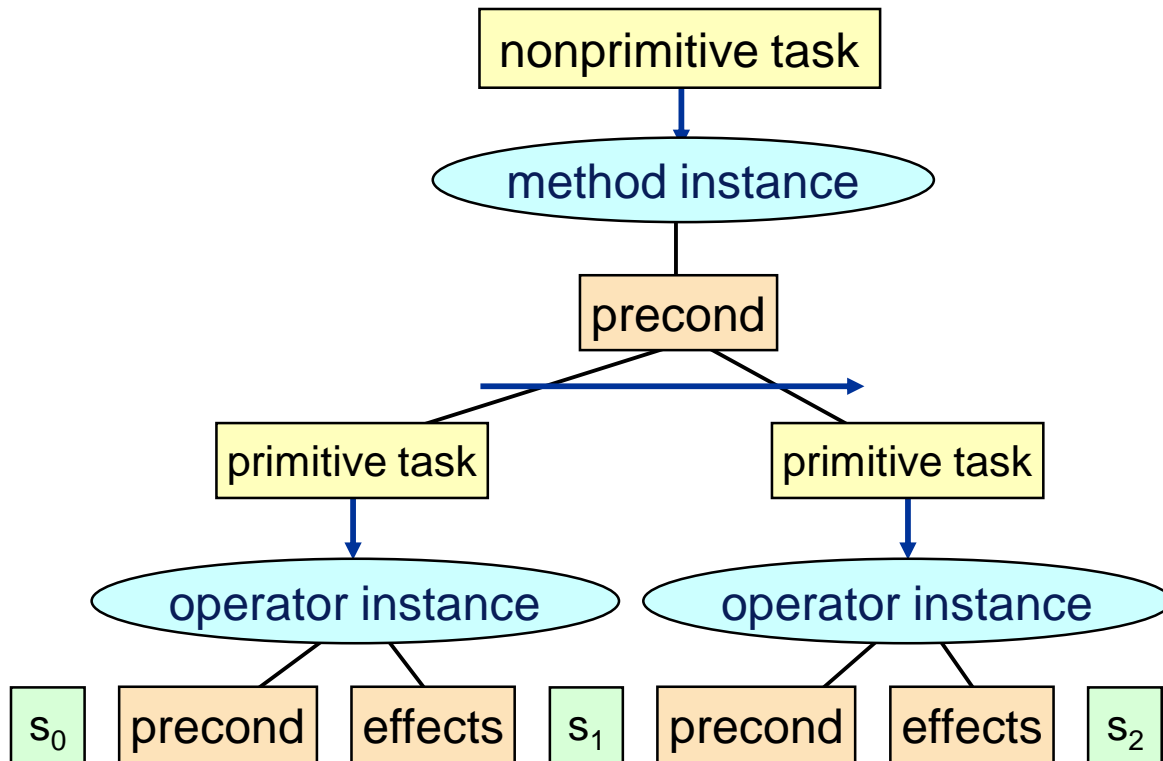 nonprimitive task
method instance
precond
primitive task primitive task
operator instance operator instance
s₀ precond effects s₁ precond effects s₂